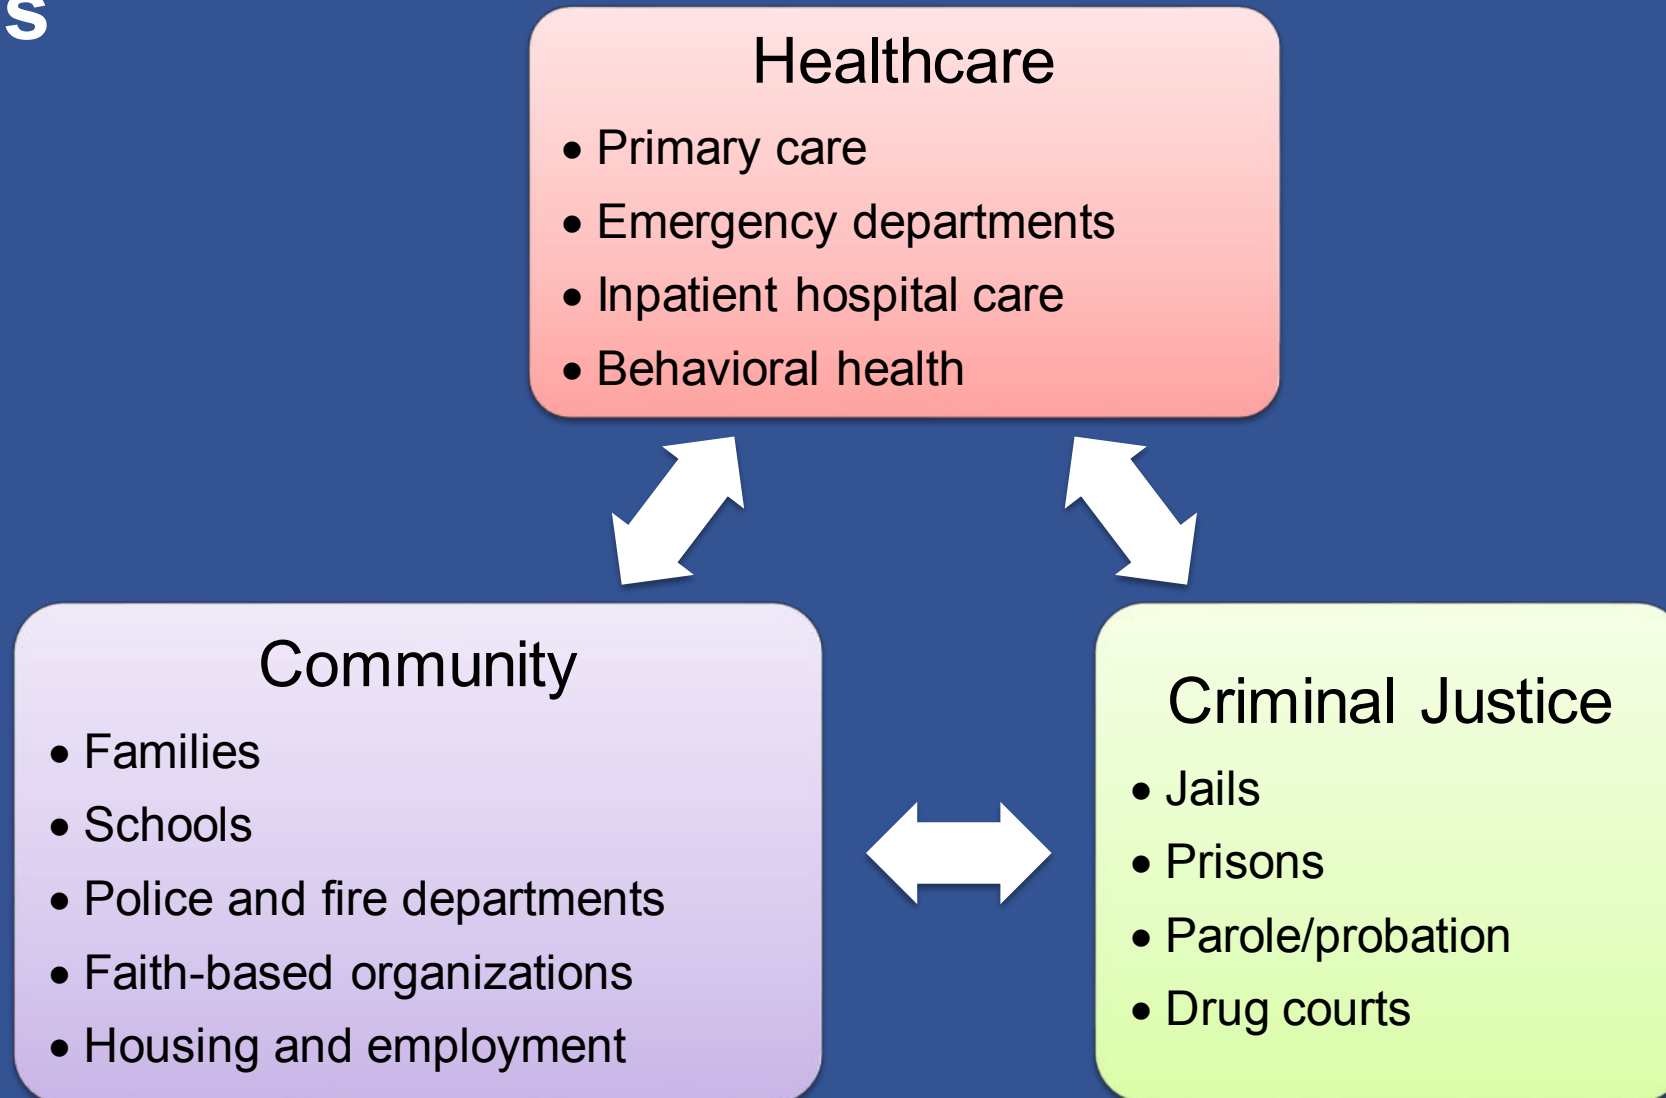 s
Healthcare
• Primary care
• Emergency departments
• Inpatient hospital care
• Behavioral health
Community
• Families
• Schools
• Police and fire departments
• Faith-based organizations
• Housing and employment
Criminal Justice
• Jails
• Prisons
• Parole/probation
• Drug courts